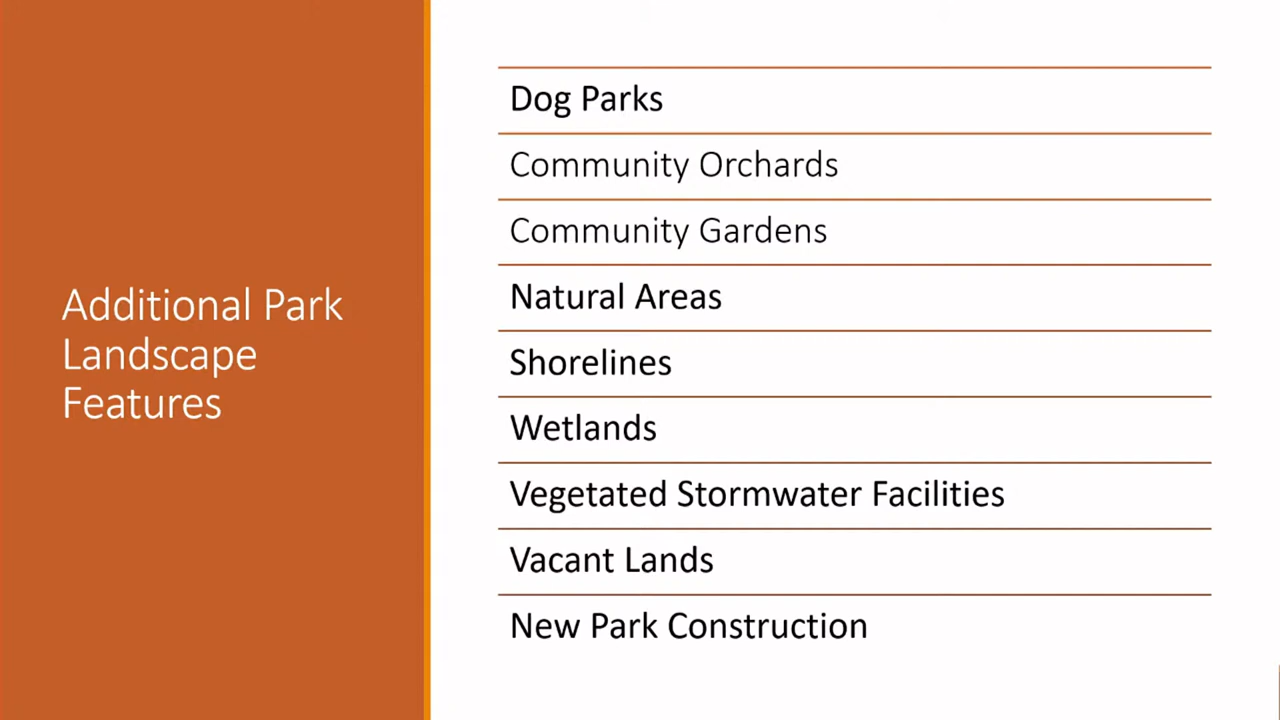 Additional Park
Landscape
Features
Dog Parks
Community Orchards
Community Gardens
Natural Areas
Shorelines
Wetlands
Vegetated Stormwater Facilities
Vacant Lands
New Park Construction